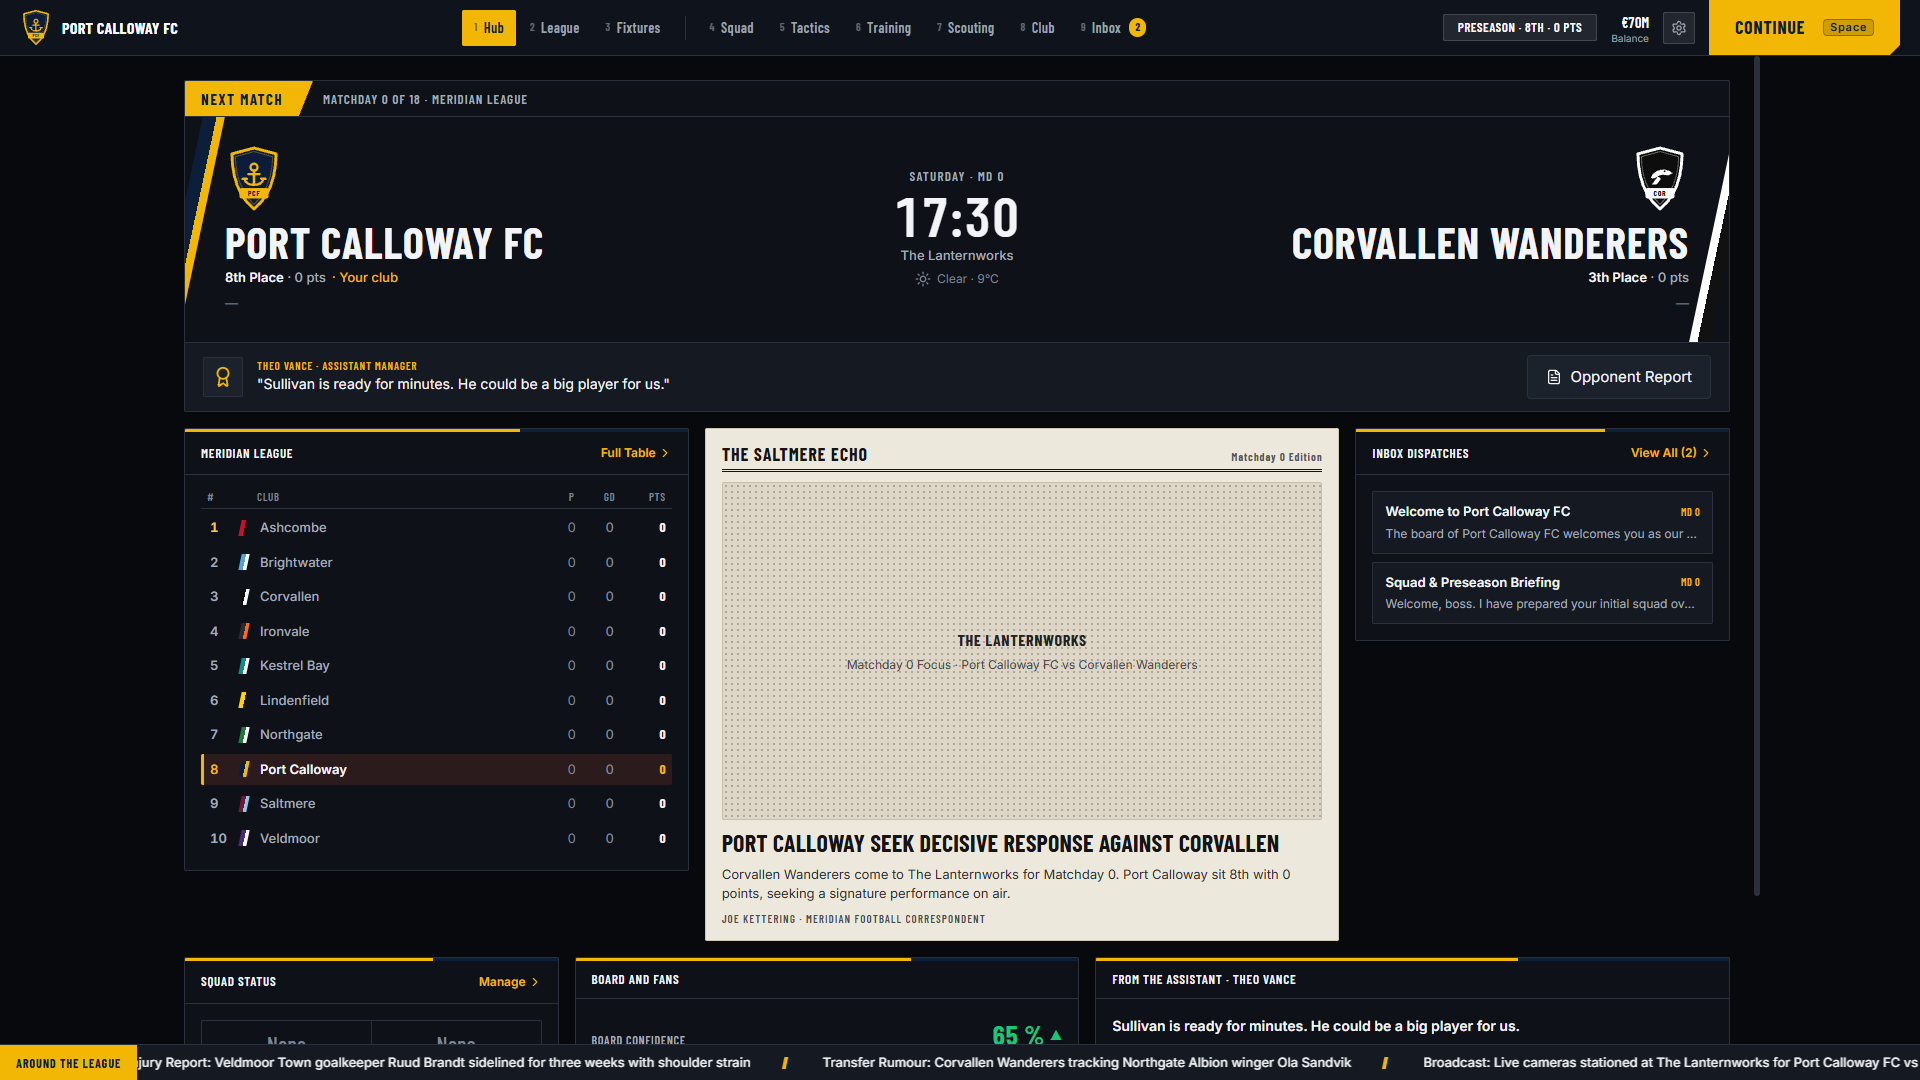 PORT CALLOWAY FC
1 Hub
2 League
3 Fixtures
4 Squad
5 Tactics
6 Training
7 Scouting
8 Club
9 Inbox 2
PRESEASON · 8TH · 0 PTS
€70M
Balance
CONTINUE Space
NEXT MATCH
MATCHDAY 0 OF 18 · MERIDIAN LEAGUE
PCF
PORT CALLOWAY FC
8th Place · 0 pts · Your club
—
SATURDAY · MD 0
17:30
The Lanternworks
Clear · 9°C
COR
CORVALLEN WANDERERS
3th Place · 0 pts
—
THEO VANCE · ASSISTANT MANAGER
"Sullivan is ready for minutes. He could be a big player for us."
Opponent Report
MERIDIAN LEAGUE
Full Table
# CLUB P GD PTS
1 Ashcombe 0 0 0
2 Brightwater 0 0 0
3 Corvallen 0 0 0
4 Ironvale 0 0 0
5 Kestrel Bay 0 0 0
6 Lindenfield 0 0 0
7 Northgate 0 0 0
8 Port Calloway 0 0 0
9 Saltmere 0 0 0
10 Veldmoor 0 0 0
THE SALTMERE ECHO
Matchday 0 Edition
THE LANTERNWORKS
Matchday 0 Focus · Port Calloway FC vs Corvallen Wanderers
PORT CALLOWAY SEEK DECISIVE RESPONSE AGAINST CORVALLEN
Corvallen Wanderers come to The Lanternworks for Matchday 0. Port Calloway sit 8th with 0
points, seeking a signature performance on air.
JOE KETTERING · MERIDIAN FOOTBALL CORRESPONDENT
INBOX DISPATCHES
View All (2)
Welcome to Port Calloway FC MD 0
The board of Port Calloway FC welcomes you as our ...
Squad & Preseason Briefing MD 0
Welcome, boss. I have prepared your initial squad ov...
SQUAD STATUS
Manage
None None
BOARD AND FANS
BOARD CONFIDENCE
65 %
FROM THE ASSISTANT · THEO VANCE
Sullivan is ready for minutes. He could be a big player for us.
AROUND THE LEAGUE
jury Report: Veldmoor Town goalkeeper Ruud Brandt sidelined for three weeks with shoulder strain
Transfer Rumour: Corvallen Wanderers tracking Northgate Albion winger Ola Sandvik
Broadcast: Live cameras stationed at The Lanternworks for Port Calloway FC vs